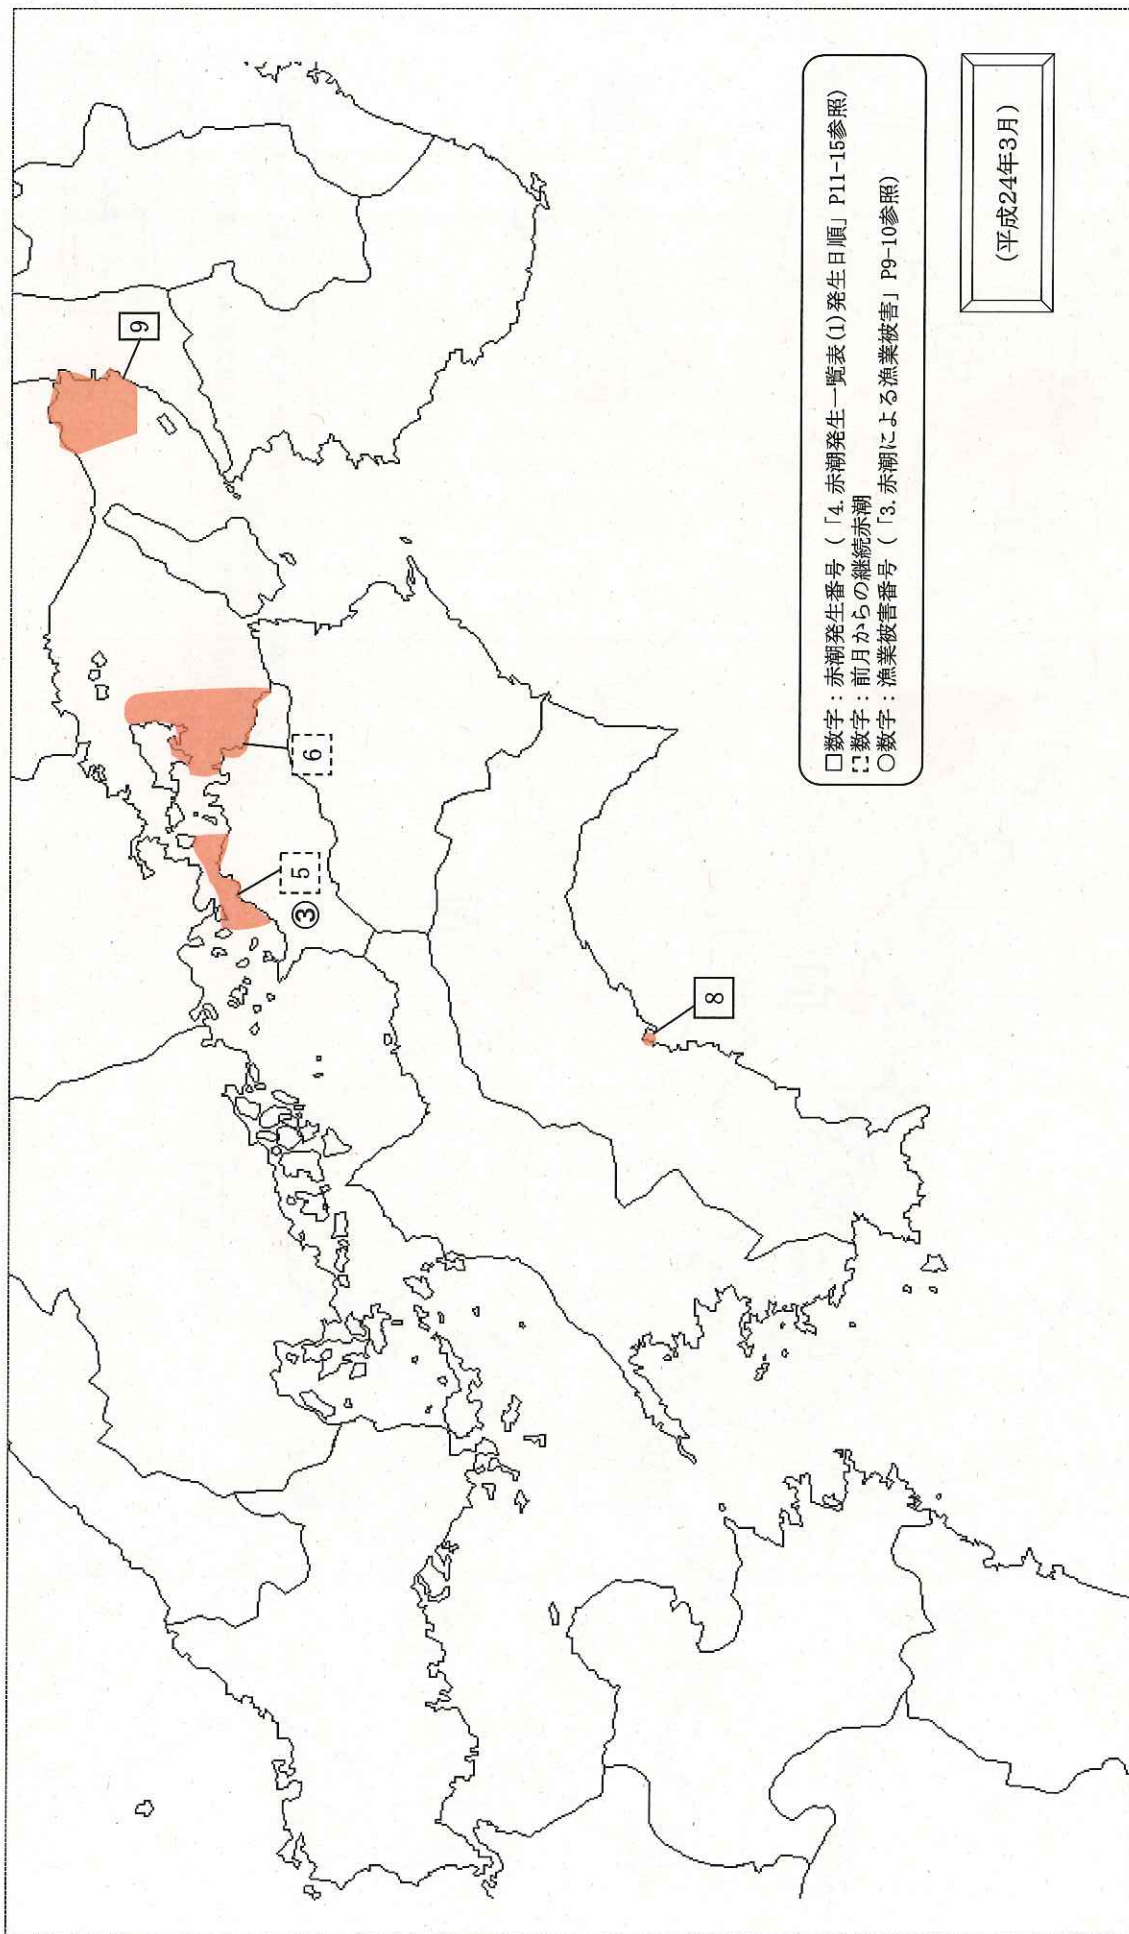 9
6
5
③
8
□数字：赤潮発生番号（「4. 赤潮発生一覧表(1)発生日順」P11-15参照）
数字：前月からの継続赤潮
○数字：漁業被害番号（「3. 赤潮による漁業被害」P9-10参照）
(平成24年3月)